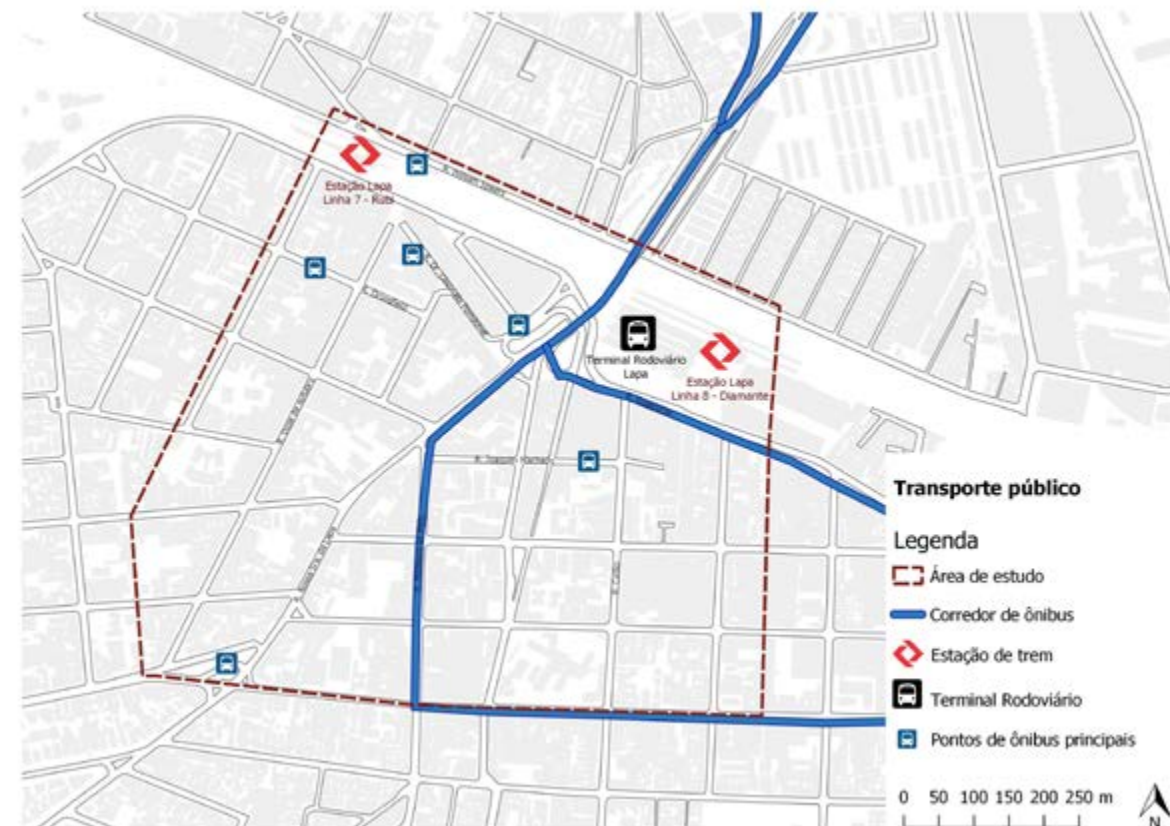 Estação Lapa
Linha 7 - Rubi
Terminal Rodoviário
Lapa
Estação Lapa
Linha 8 - Diamante
Transporte público
Legenda
Área de estudo
Corredor de ônibus
Estação de trem
Terminal Rodoviário
Pontos de ônibus principais
0 50 100 150 200 250 m
N